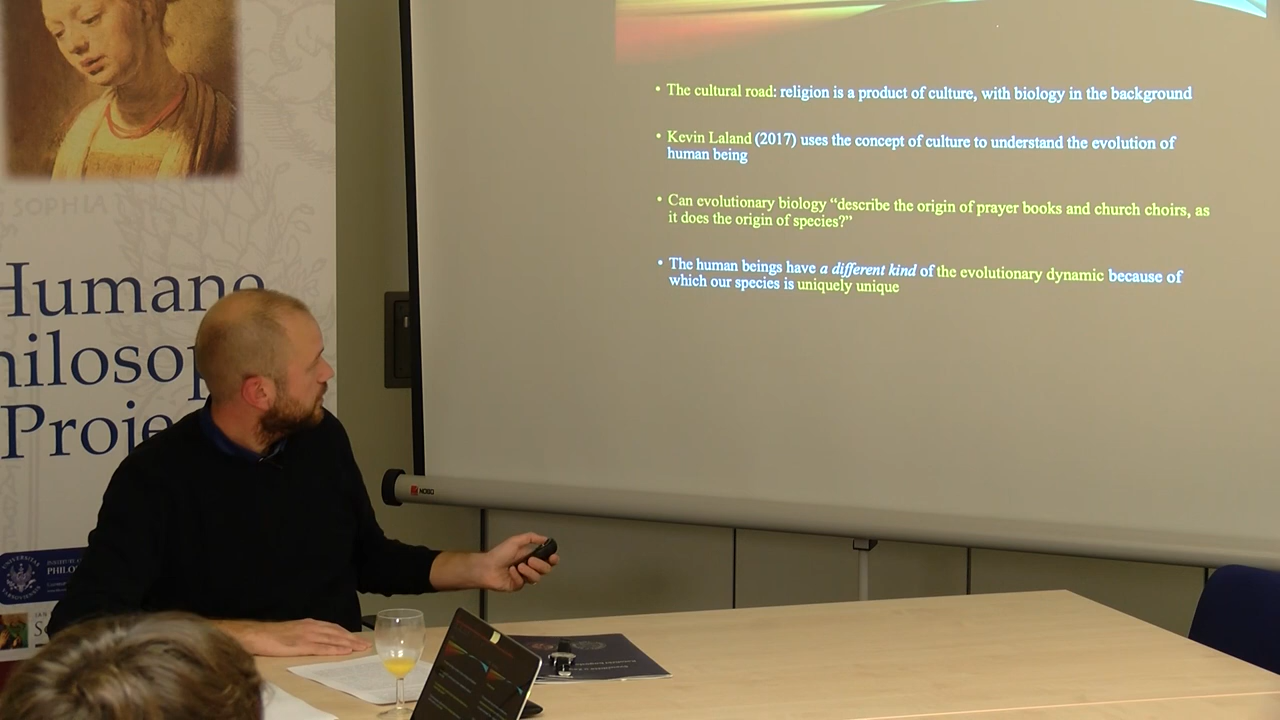 • The cultural road: religion is a product of culture, with biology in the background
• Kevin Laland (2017) uses the concept of culture to understand the evolution of
human being
• Can evolutionary biology “describe the origin of prayer books and church choirs, as
it does the origin of species?”
• The human beings have a different kind of the evolutionary dynamic because of
which our species is uniquely unique
SOPHIA
Humane
hilosop
Proje
NOBO
PHILO